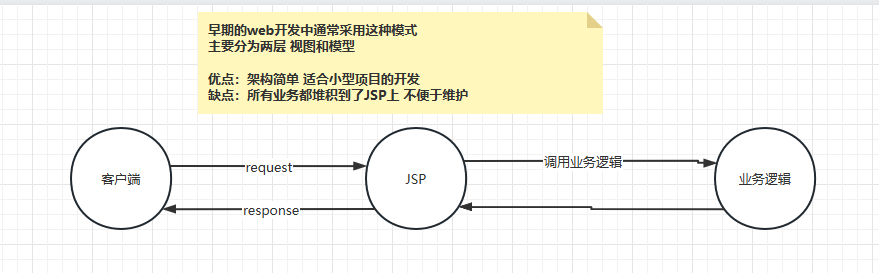 早期的web开发中通常采用这种模式
主要分为两层 视图和模型
优点：架构简单 适合小型项目的开发
缺点：所有业务都堆积到了JSP上 不便于维护
客户端
request
response
JSP
调用业务逻辑
业务逻辑